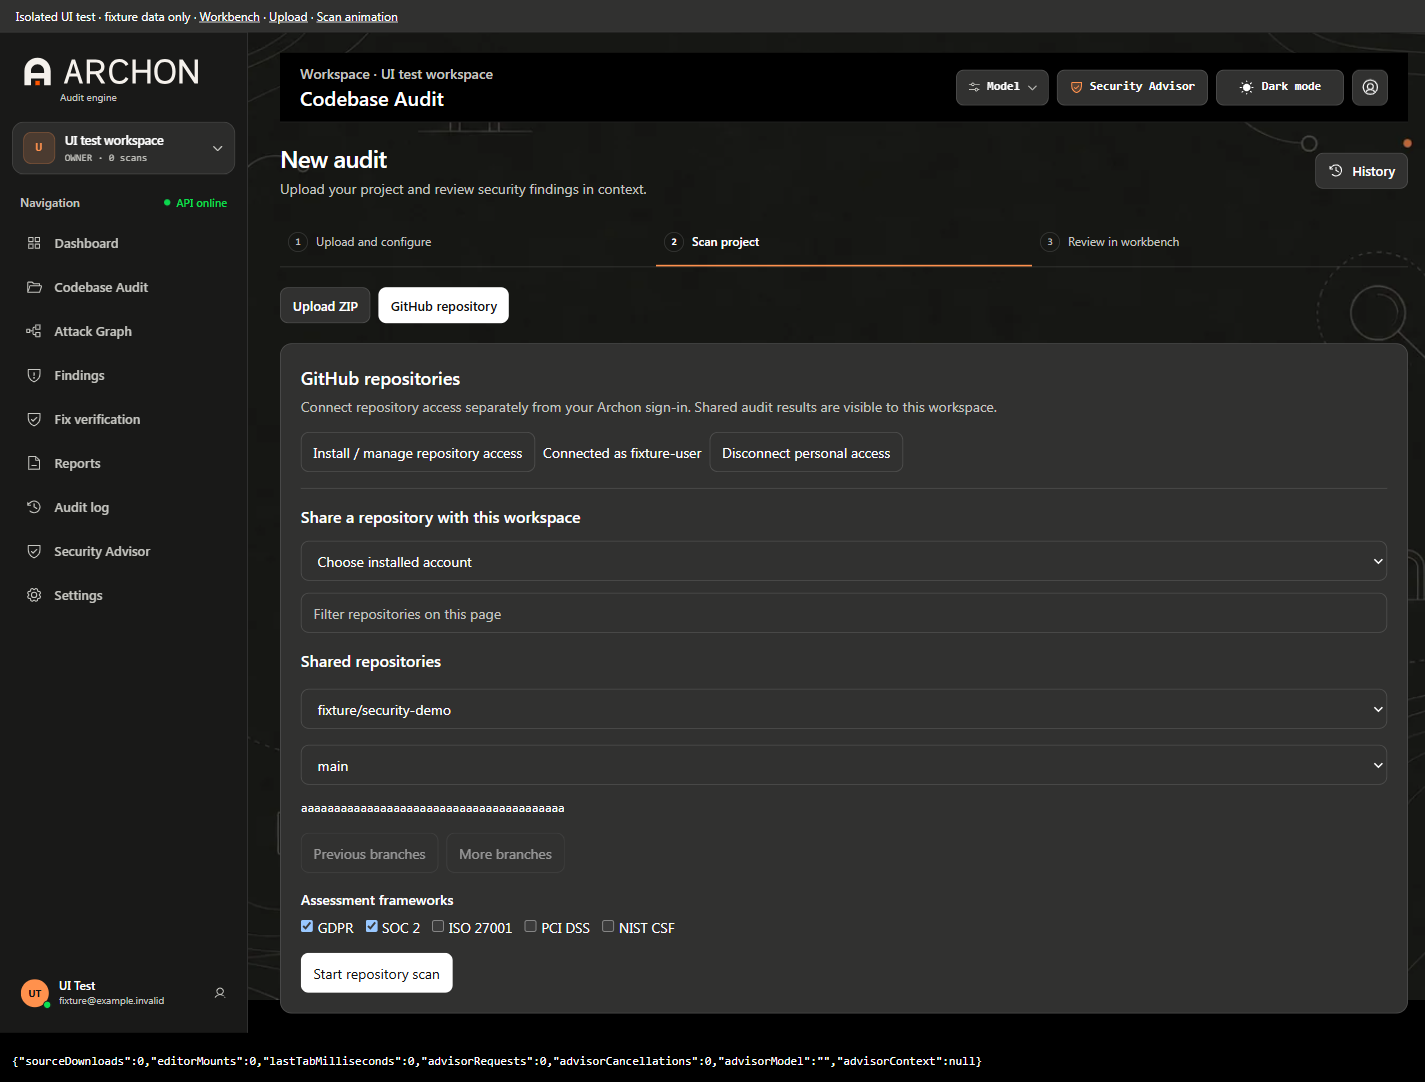 Isolated UI test · fixture data only · Workbench · Upload · Scan animation
ARCHON
Audit engine
U
UI test workspace
OWNER · 0 scans
Navigation
API online
Dashboard
Codebase Audit
Attack Graph
Findings
Fix verification
Reports
Audit log
Security Advisor
Settings
UT
UI Test
fixture@example.invalid
Workspace · UI test workspace
Codebase Audit
Model
Security Advisor
Dark mode
New audit
Upload your project and review security findings in context.
History
1 Upload and configure
2 Scan project
3 Review in workbench
Upload ZIP
GitHub repository
GitHub repositories
Connect repository access separately from your Archon sign-in. Shared audit results are visible to this workspace.
Install / manage repository access
Connected as fixture-user
Disconnect personal access
Share a repository with this workspace
Choose installed account
Filter repositories on this page
Shared repositories
fixture/security-demo
main
aaaaaaaaaaaaaaaaaaaaaaaaaaaaaaaaaaaaaaaa
Previous branches
More branches
Assessment frameworks
GDPR
SOC 2
ISO 27001
PCI DSS
NIST CSF
Start repository scan
{"sourceDownloads":0,"editorMounts":0,"lastTabMilliseconds":0,"advisorRequests":0,"advisorCancellations":0,"advisorModel":"","advisorContext":null}